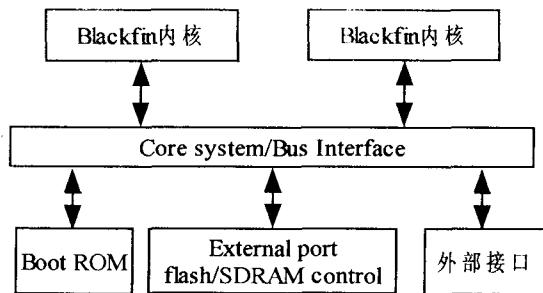 Blackfin内核
Blackfin内核
Core system/Bus Interface
Boot ROM
External port
flash/SDRAM control
外部接口